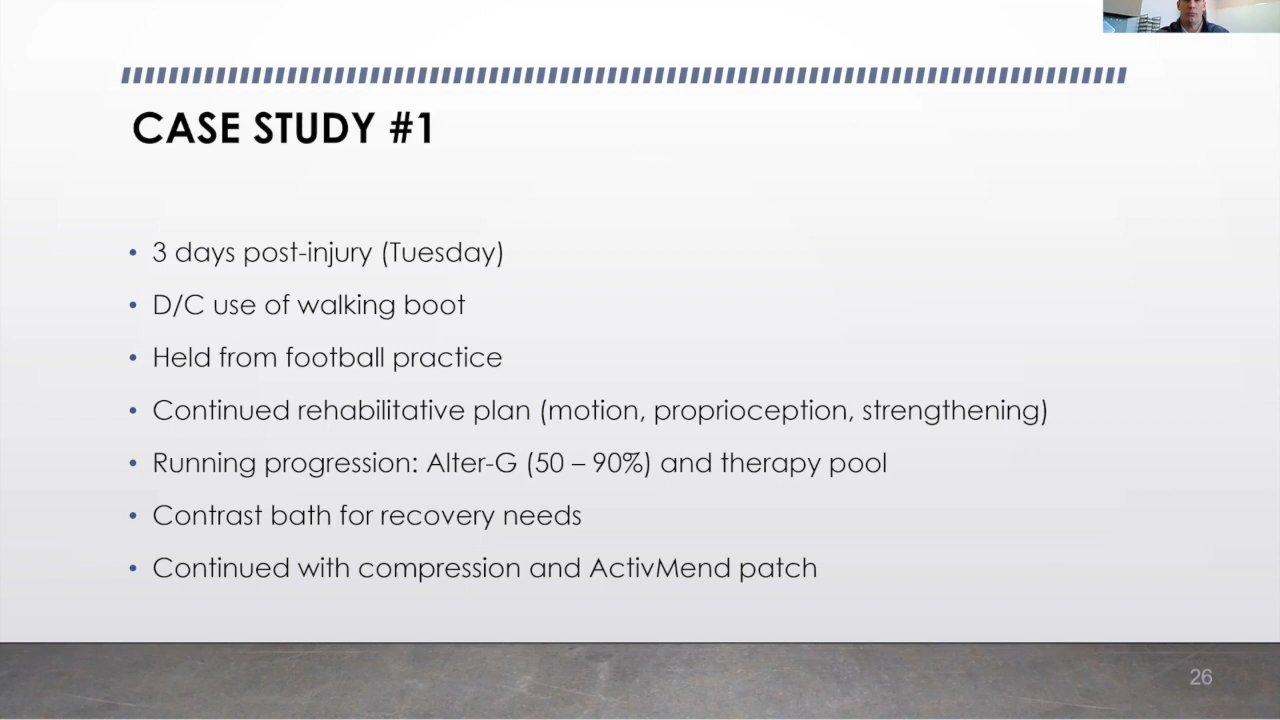 CASE STUDY #1
• 3 days post-injury (Tuesday)
• D/C use of walking boot
• Held from football practice
• Continued rehabilitative plan (motion, proprioception, strengthening)
• Running progression: Alter-G (50 – 90%) and therapy pool
• Contrast bath for recovery needs
• Continued with compression and ActivMend patch
26